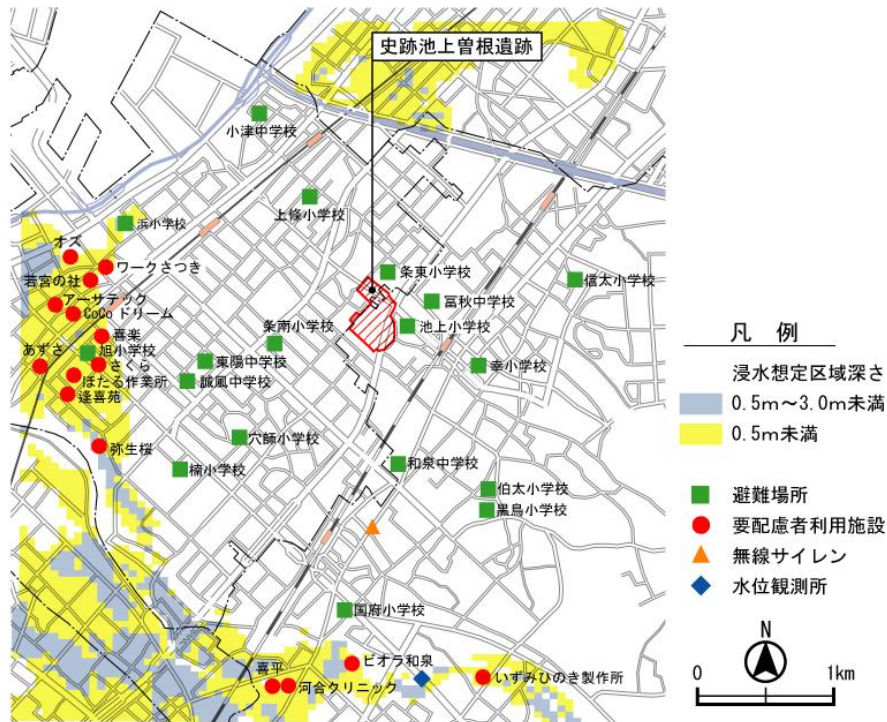 史跡池上曽根遺跡
小津中学校
上條小学校
浜小学校
オズ
ワークさつき
若宮の社
アーサテック
CoCoドリーム
喜楽
旭小学校
あずさ
さくら
ほたる作業所
逢喜苑
弥生桜
条東小学校
信太小学校
冨秋中学校
池上小学校
条南小学校
東陽中学校
誠風中学校
幸小学校
穴師小学校
楠小学校
和泉中学校
伯太小学校
黒鳥小学校
国府小学校
ビオラ和泉
喜平
河合クリニック
いずみひのき製作所
凡 例
浸水想定区域深さ
0.5m～3.0m未満
0.5m未満
避難場所
要配慮者利用施設
無線サイレン
水位観測所
N
0 1km